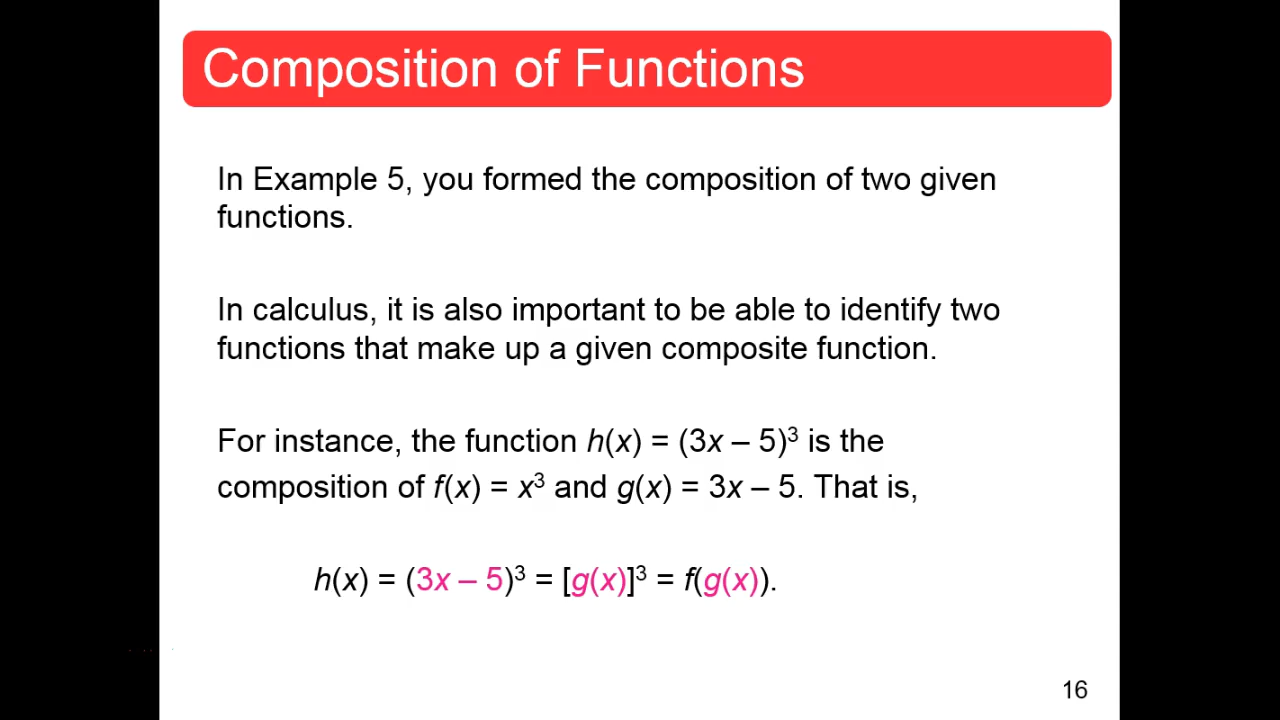 Composition of Functions
In Example 5, you formed the composition of two given
functions.
In calculus, it is also important to be able to identify two
functions that make up a given composite function.
For instance, the function h(x) = (3x – 5)³ is the
composition of f(x) = x³ and g(x) = 3x – 5. That is,
h(x) = (3x – 5)³ = [g(x)]³ = f(g(x)).
16